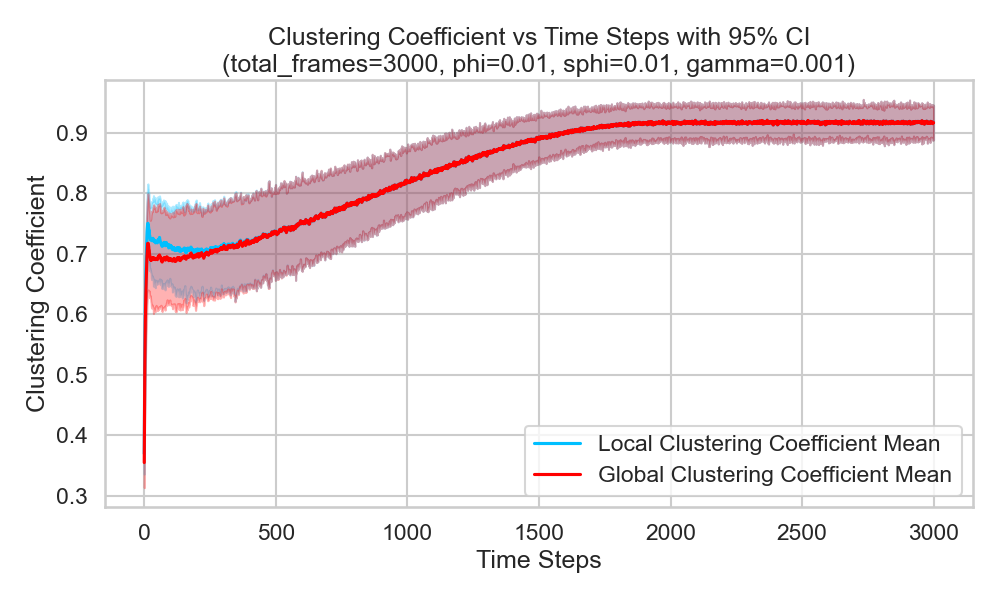 Clustering Coefficient vs Time Steps with 95% CI
(total_frames=3000, phi=0.01, sphi=0.01, gamma=0.001)
Clustering Coefficient
0.9
0.8
0.7
0.6
0.5
0.4
0.3
Local Clustering Coefficient Mean
Global Clustering Coefficient Mean
0 500 1000 1500 2000 2500 3000
Time Steps